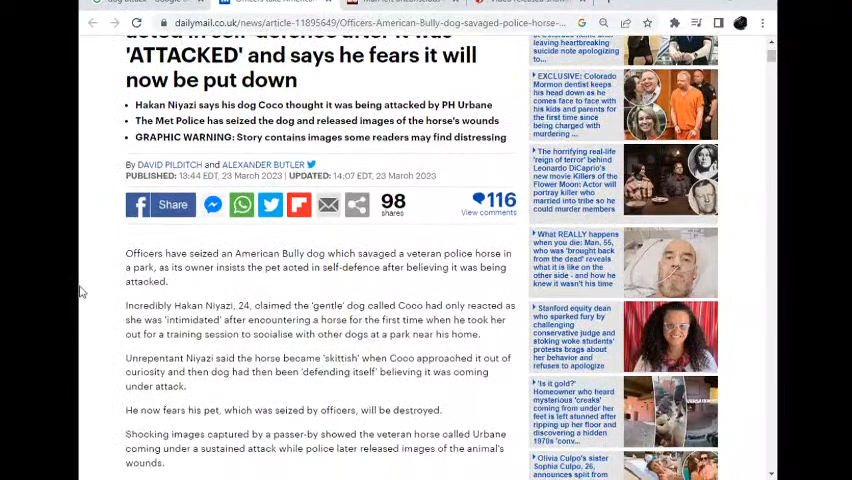 dog attack - Google S
dailymail.co.uk/news/article-11895649/Officers-American-Bully-dog-savaged-police-horse-...
acted in self-defence after it was
'ATTACKED' and says he fears it will
now be put down
Hakan Niyazi says his dog Coco thought it was being attacked by PH Urbane
The Met Police has seized the dog and released images of the horse's wounds
GRAPHIC WARNING: Story contains images some readers may find distressing
By DAVID PILDITCH and ALEXANDER BUTLER
PUBLISHED: 13:44 EDT, 23 March 2023 | UPDATED: 14:07 EDT, 23 March 2023
Share
98
shares
116
View comments
Officers have seized an American Bully dog which savaged a veteran police horse in
a park, as its owner insists the pet acted in self-defence after believing it was being
attacked.
Incredibly Hakan Niyazi, 24, claimed the 'gentle' dog called Coco had only reacted as
she was 'intimidated' after encountering a horse for the first time when he took her
out for a training session to socialise with other dogs at a park near his home.
Unrepentant Niyazi said the horse became 'skittish' when Coco approached it out of
curiosity and then dog had then been 'defending itself' believing it was coming
under attack.
He now fears his pet, which was seized by officers, will be destroyed.
Shocking images captured by a passer-by showed the veteran horse called Urbane
coming under a sustained attack while police later released images of the animal's
wounds.
leaving heartbreaking
suicide note apologizing
to...
EXCLUSIVE: Colorado
Mormon dentist keeps
his head down as he
comes face to face with
his kids and parents for
the first time since
being charged with
murdering ...
The horrifying real-life
'reign of terror' behind
Leonardo DiCaprio's
new movie Killers of the
Flower Moon: Actor will
portray killer who
married into tribe so he
could murder members
What REALLY happens
when you die: Man, 55,
who was 'brought back
from the dead' reveals
what it is like on the
other side - and how he
knew it wasn't his time
Stanford equity dean
who sparked fury by
challenging
conservative judge and
stoking woke students'
protests brags about
her behavior and
refuses to apologize
'Is it gold?'
Homeowner who heard
mysterious 'creaks'
coming from under her
feet is left stunned after
ripping up her floor and
discovering a hidden
1970s 'conv...
Olivia Culpo's sister
Sophia Culpo, 26,
announces split from